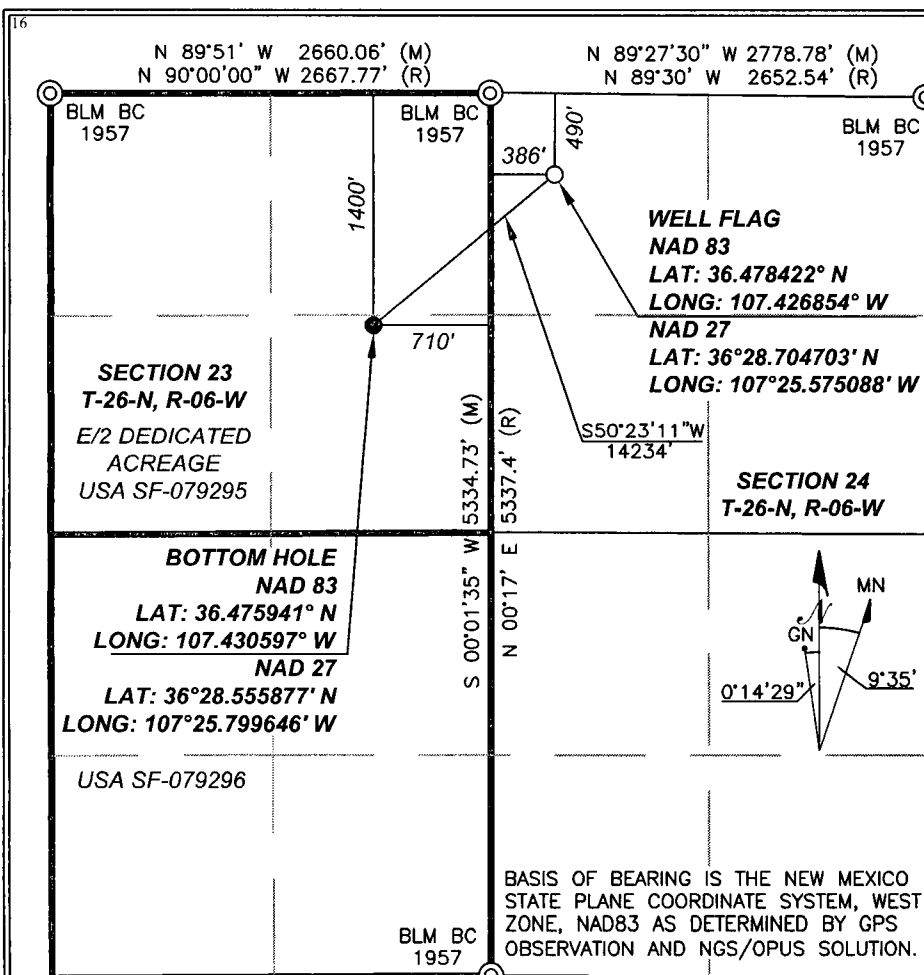 16
N 89°51' W 2660.06' (M)
N 90°00'00" W 2667.77' (R)
N 89°27'30" W 2778.78' (M)
N 89°30' W 2652.54' (R)
BLM BC
1957
BLM BC
1957
BLM BC
1957
490'
386'
1400'
710'
WELL FLAG
NAD 83
LAT: 36.478422° N
LONG: 107.426854° W
NAD 27
LAT: 36°28.704703' N
LONG: 107°25.575088' W
SECTION 23
T-26-N, R-06-W
E/2 DEDICATED
ACREAGE
USA SF-079295
S 00°01'35" W 5334.73' (M)
N 00°17' E 5337.4' (R)
S50°23'11"W
14234'
SECTION 24
T-26-N, R-06-W
BOTTOM HOLE
NAD 83
LAT: 36.475941° N
LONG: 107.430597° W
NAD 27
LAT: 36°28.555877' N
LONG: 107°25.799646' W
N
MN
GN
0°14'29"
9°35'
USA SF-079296
BASIS OF BEARING IS THE NEW MEXICO
STATE PLANE COORDINATE SYSTEM, WEST
ZONE, NAD83 AS DETERMINED BY GPS
OBSERVATION AND NGS/OPUS SOLUTION.
BLM BC
1957